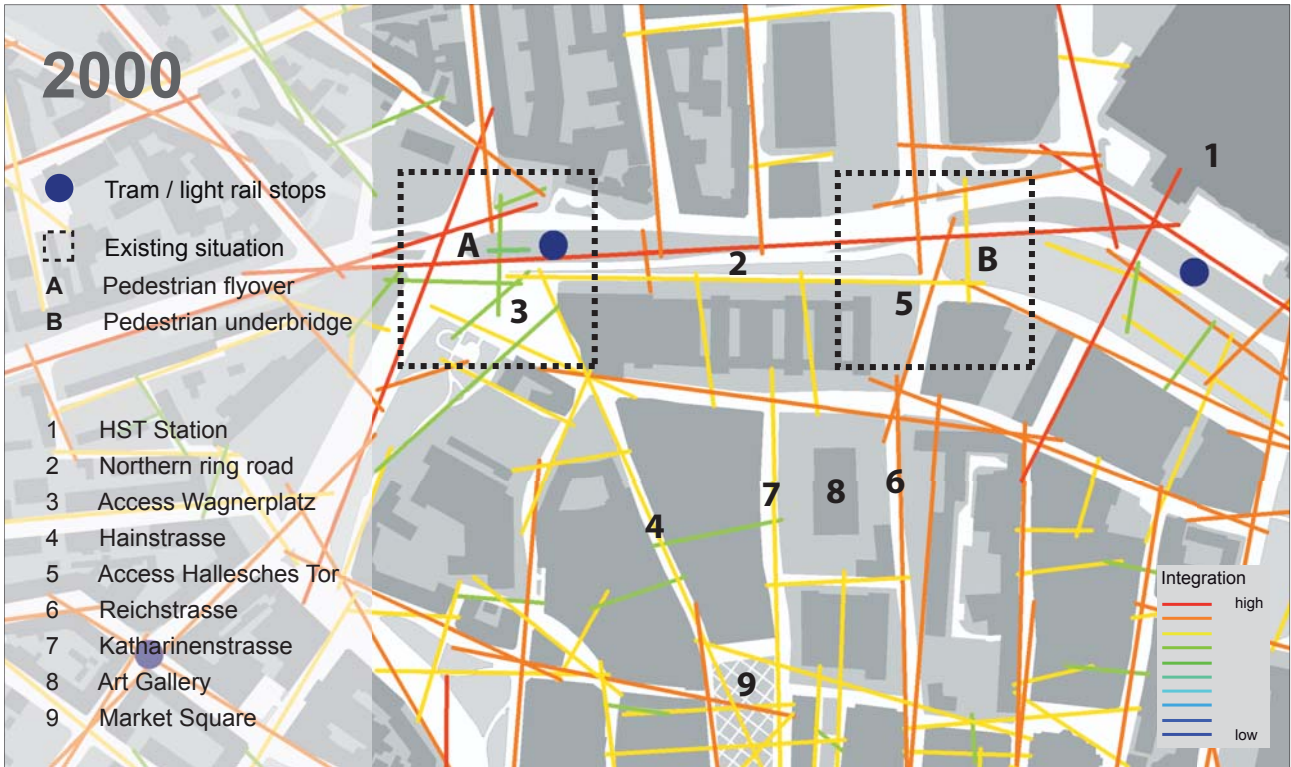 2000
Tram / light rail stops
Existing situation
A Pedestrian flyover
B Pedestrian underbridge
1 HST Station
2 Northern ring road
3 Access Wagnerplatz
4 Hainstrasse
5 Access Hallesches Tor
6 Reichstrasse
7 Katharinenstrasse
8 Art Gallery
9 Market Square
1
A
B
2
3
5
7
8
6
4
9
Integration
high
low